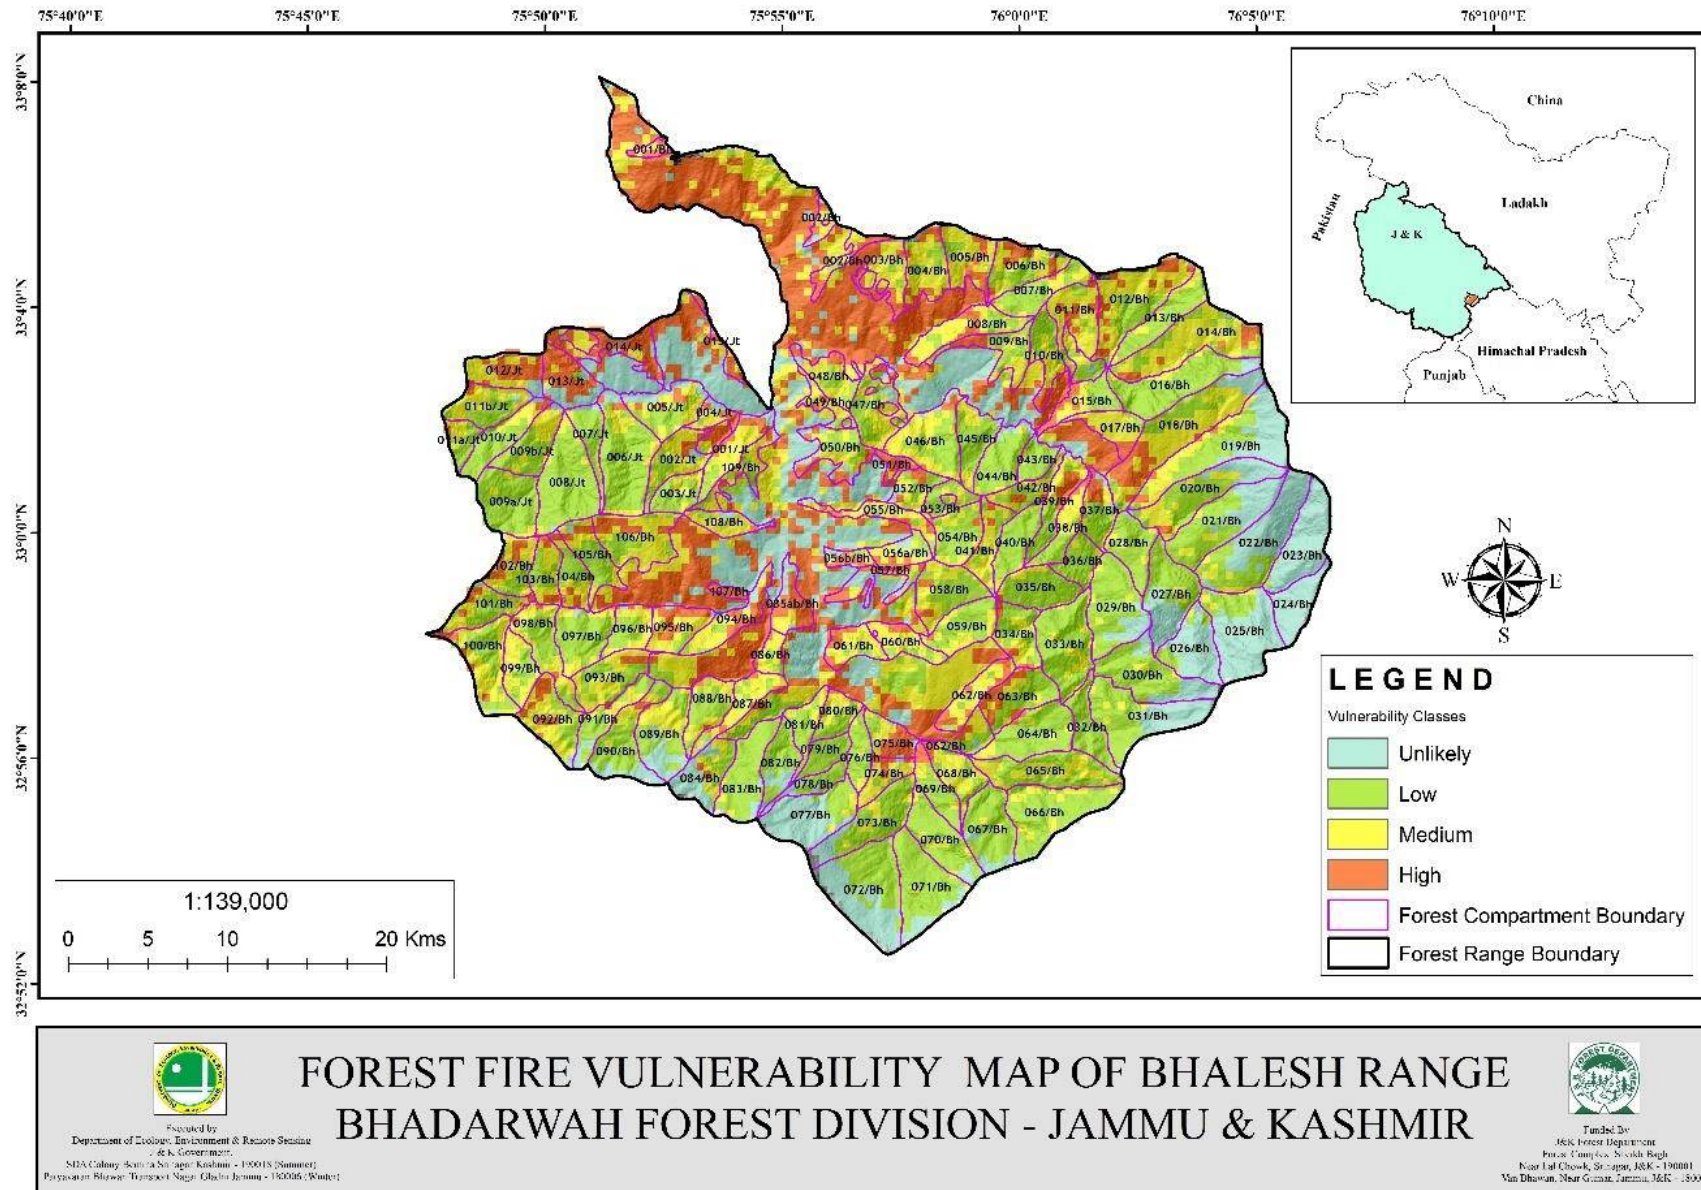 75°40'0"E 75°45'0"E 75°50'0"E 75°55'0"E 76°0'0"E 76°5'0"E 76°10'0"E
33°8'0"N
33°4'0"N
33°0'0"N
32°56'0"N
32°52'0"N
China
Ladakh
Pakistan
J & K
Himachal Pradesh
Punjab
001/Bh
002/Bh
002/Bh 003/Bh 004/Bh 005/Bh 006/Bh
007/Bh
008/Bh
009/Bh
010/Bh
011/Bh
012/Bh
013/Bh
014/Bh
015/Bh
016/Bh
017/Bh
018/Bh
019/Bh
020/Bh
021/Bh
022/Bh
023/Bh
024/Bh
025/Bh
026/Bh
027/Bh
028/Bh
029/Bh
030/Bh
031/Bh
032/Bh
033/Bh
034/Bh
035/Bh
036/Bh
037/Bh
038/Bh
039/Bh
040/Bh
041/Bh
042/Bh
043/Bh
044/Bh
045/Bh
046/Bh
047/Bh
048/Bh
049/Bh
050/Bh
051/Bh
052/Bh
053/Bh
054/Bh
055/Bh
056a/Bh
056b/Bh
057/Bh
058/Bh
059/Bh
060/Bh
061/Bh
062/Bh
063/Bh
064/Bh
062/Bh
065/Bh
066/Bh
067/Bh
068/Bh
069/Bh
070/Bh
071/Bh
072/Bh
073/Bh
074/Bh
075/Bh
076/Bh
077/Bh
078/Bh
079/Bh
080/Bh
081/Bh
082/Bh
083/Bh
084/Bh
085ab/Bh
086/Bh
087/Bh
088/Bh
089/Bh
090/Bh
091/Bh
092/Bh
093/Bh
094/Bh
095/Bh
096/Bh
097/Bh
098/Bh
099/Bh
100/Bh
101/Bh
102/Bh
103/Bh
104/Bh
105/Bh
106/Bh
107/Bh
108/Bh
109/Bh
001/Jt
002/Jt
003/Jt
004/Jt
005/Jt
006/Jt
007/Jt
008/Jt
009a/Jt
009b/Jt
010/Jt
011a/Jt
011b/Jt
012/Jt
013/Jt
014/Jt
015/Jt
N
W E
S
LEGEND
Vulnerability Classes
Unlikely
Low
Medium
High
Forest Compartment Boundary
Forest Range Boundary
1:139,000
0 5 10 20 Kms
FOREST FIRE VULNERABILITY MAP OF BHALESH RANGE
BHADARWAH FOREST DIVISION - JAMMU & KASHMIR
Executed by
Department of Ecology, Environment & Remote Sensing
J & K Government.
Funded By
J&K Forest Department
Near Lal Chowk, Srinagar, J&K - 190001